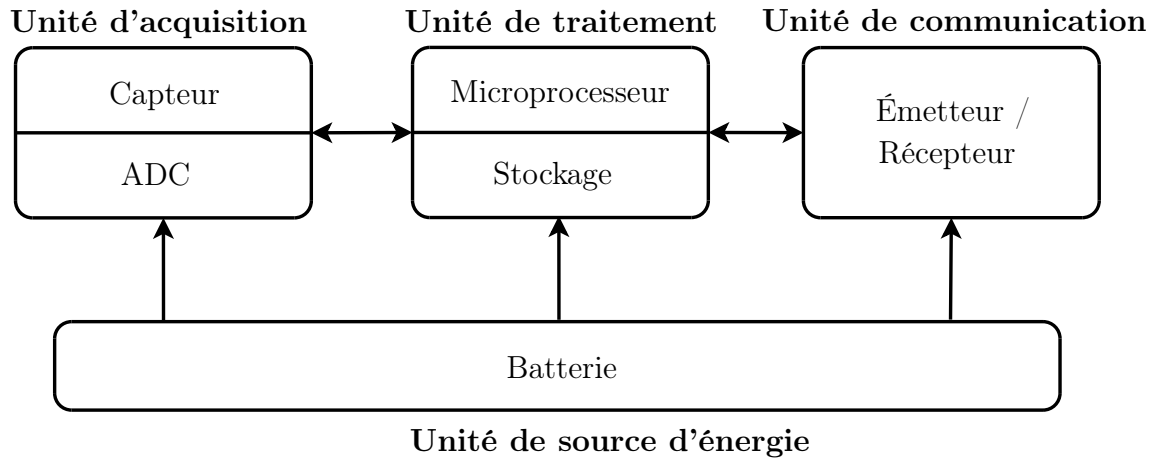 Unité d'acquisition
Unité de traitement
Unité de communication
Capteur
ADC
Microprocesseur
Stockage
Émetteur /
Récepteur
Batterie
Unité de source d'énergie